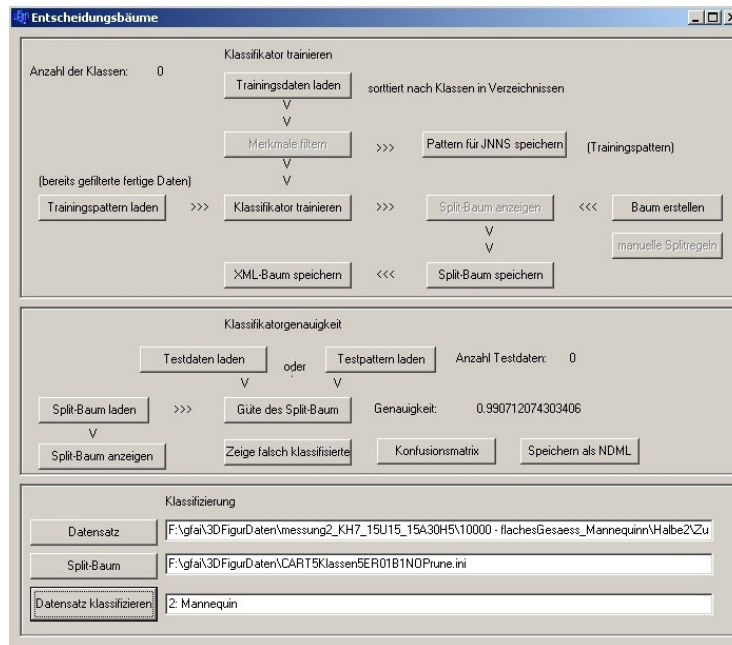 Entscheidungsbäume
Klassifikator trainieren
Anzahl der Klassen: 0
Trainingsdaten laden sorttiert nach Klassen in Verzeichnissen
V
V
Merkmale filtern >>> Pattern für JNNS speichern (Trainingspattern)
V
(bereits gefilterte fertige Daten) V
Trainingspattern laden >>> Klassifikator trainieren >>> Split-Baum anzeigen <<< Baum erstellen
V
V manuelle Splitregeln
XML-Baum speichern <<< Split-Baum speichern
Klassifikatorgenauigkeit
Testdaten laden oder Testpattern laden Anzahl Testdaten: 0
V V
Split-Baum laden >>> Güte des Split-Baum Genauigkeit: 0.990712074303406
V
Split-Baum anzeigen Zeige falsch klassifisierte Konfusionsmatrix Speichern als NDML
Klassifizierung
Datensatz F:\gfai\3DFigurDaten\messung2_KH7_15U15_15A30H5\10000 - flachesGesaess_Mannequinn\Halbe2\Zu
Split-Baum F:\gfai\3DFigurDaten\CART5Klassen5ER01B1NOPrune.ini
Datensatz klassifizieren 2: Mannequin